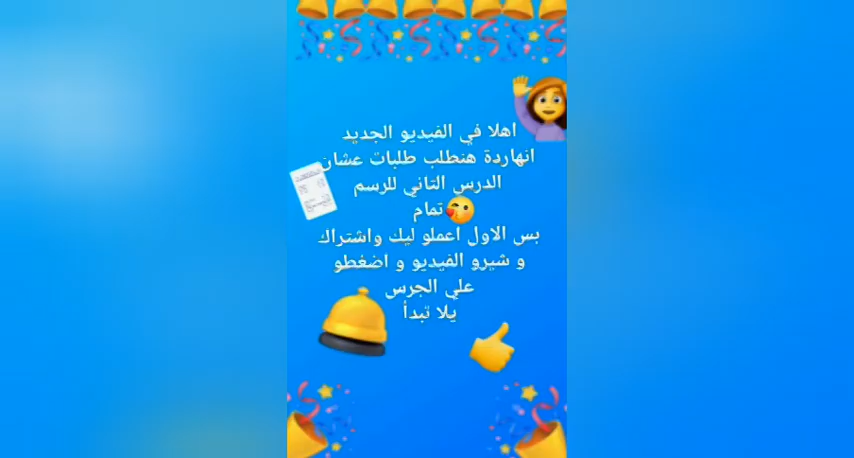 اهلا في الفيديو الجديد
انهاردة هنطلب طلبات عشان
الدرس التاني للرسم
تمام
بس الاول اعملو ليك واشتراك
و شيرو الفيديو و اضغطو
علي الجرس
يلا نبدأ